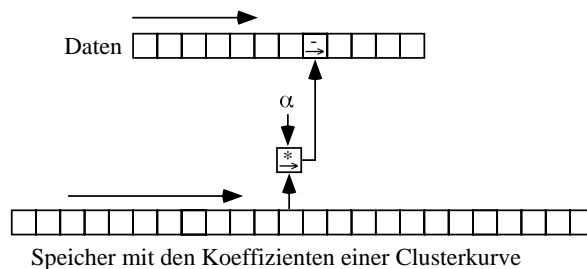 Daten
-
α
*
Speicher mit den Koeffizienten einer Clusterkurve